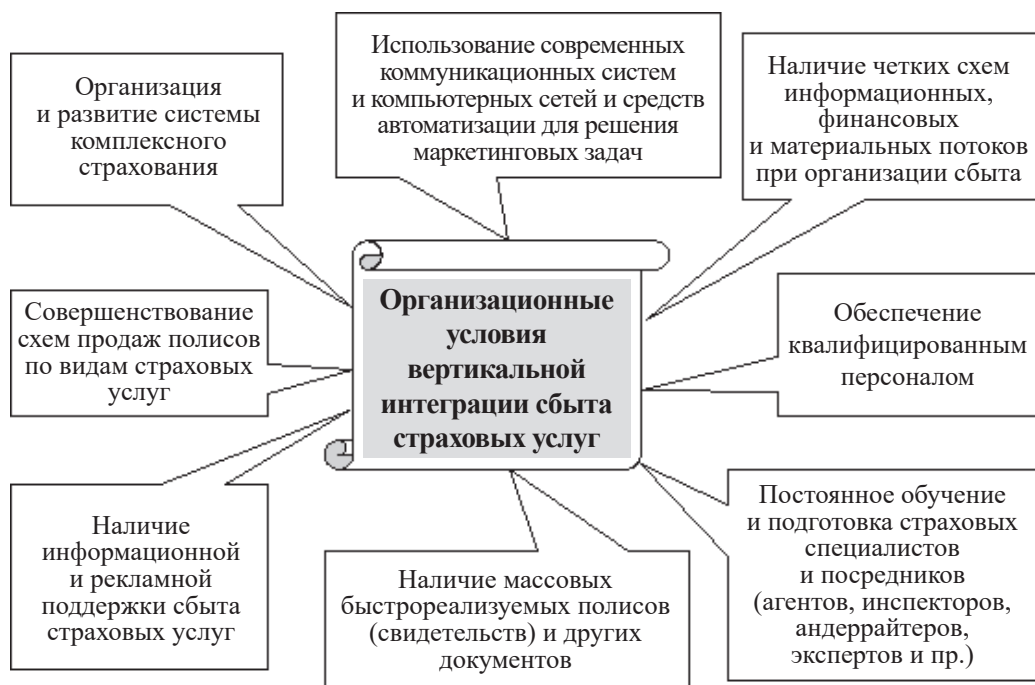 Организация
и развитие системы
комплексного
страхования
Использование современных
коммуникационных систем
и компьютерных сетей и средств
автоматизации для решения
маркетинговых задач
Наличие четких схем
информационных,
финансовых
и материальных потоков
при организации сбыта
Организационные
условия
вертикальной
интеграции сбыта
страховых услуг
Совершенствование
схем продаж полисов
по видам страховых
услуг
Обеспечение
квалифицированным
персоналом
Наличие
информационной
и рекламной
поддержки сбыта
страховых услуг
Наличие массовых
быстрореализуемых полисов
(свидетельств) и других
документов
Постоянное обучение
и подготовка страховых
специалистов
и посредников
(агентов, инспекторов,
андеррайтеров,
экспертов и пр.)